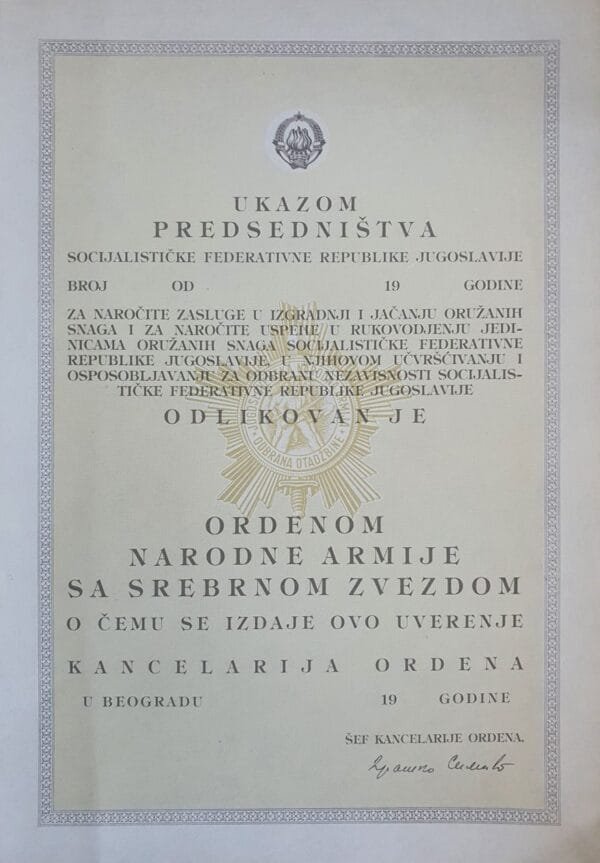 UKAZOM
PREDSEDNIŠTVA
SOCIJALISTIČKE FEDERATIVNE REPUBLIKE JUGOSLAVIJE
BROJ OD 19 GODINE
ZA NAROČITE ZASLUGE U IZGRADNJI I JAČANJU ORUŽANIH
SNAGA I ZA NAROČITE USPEHE U RUKOVODJENJU JEDI-
NICAMA ORUŽANIH SNAGA SOCIJALISTIČKE FEDERATIVNE
REPUBLIKE JUGOSLAVIJE, U NJIHOVOM UČVRŠĆIVANJU I
OSPOSOBLJAVANJU ZA ODBRANU NEZAVISNOSTI SOCIJALIS-
TIČKE FEDERATIVNE REPUBLIKE JUGOSLAVIJE
ODLIKOVAN JE
ODBRANA OTADŽBINE
ORDENOM
NARODNE ARMIJE
SA SREBRNOM ZVEZDOM
O ČEMU SE IZDAJE OVO UVERENJE
KANCELARIJA ORDENA
U BEOGRADU 19 GODINE
ŠEF KANCELARIJE ORDENA,